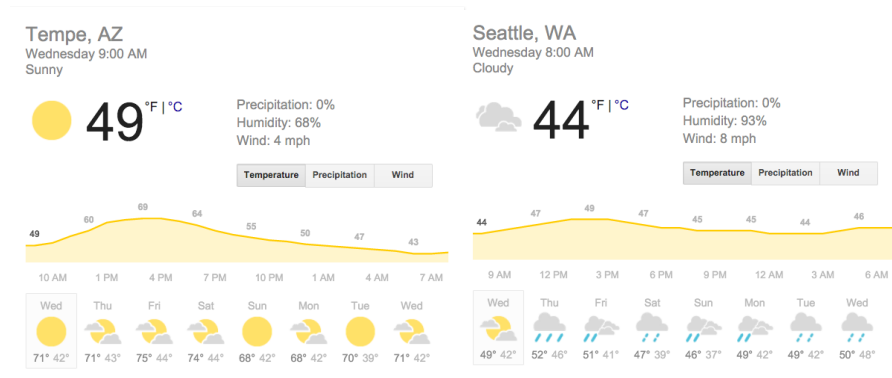 Tempe, AZ
Wednesday 9:00 AM
Sunny
49 °F | °C
Precipitation: 0%
Humidity: 68%
Wind: 4 mph
Temperature Precipitation Wind
49 60 69 64 55 50 47 43
10 AM 1 PM 4 PM 7 PM 10 PM 1 AM 4 AM 7 AM
Wed Thu Fri Sat Sun Mon Tue Wed
71° 42° 71° 43° 75° 44° 74° 44° 68° 42° 68° 42° 70° 39° 71° 42°
Seattle, WA
Wednesday 8:00 AM
Cloudy
44 °F | °C
Precipitation: 0%
Humidity: 93%
Wind: 8 mph
Temperature Precipitation Wind
44 47 49 47 45 45 44 46
9 AM 12 PM 3 PM 6 PM 9 PM 12 AM 3 AM 6 AM
Wed Thu Fri Sat Sun Mon Tue Wed
49° 42° 52° 46° 51° 41° 47° 39° 46° 37° 49° 42° 49° 42° 50° 48°